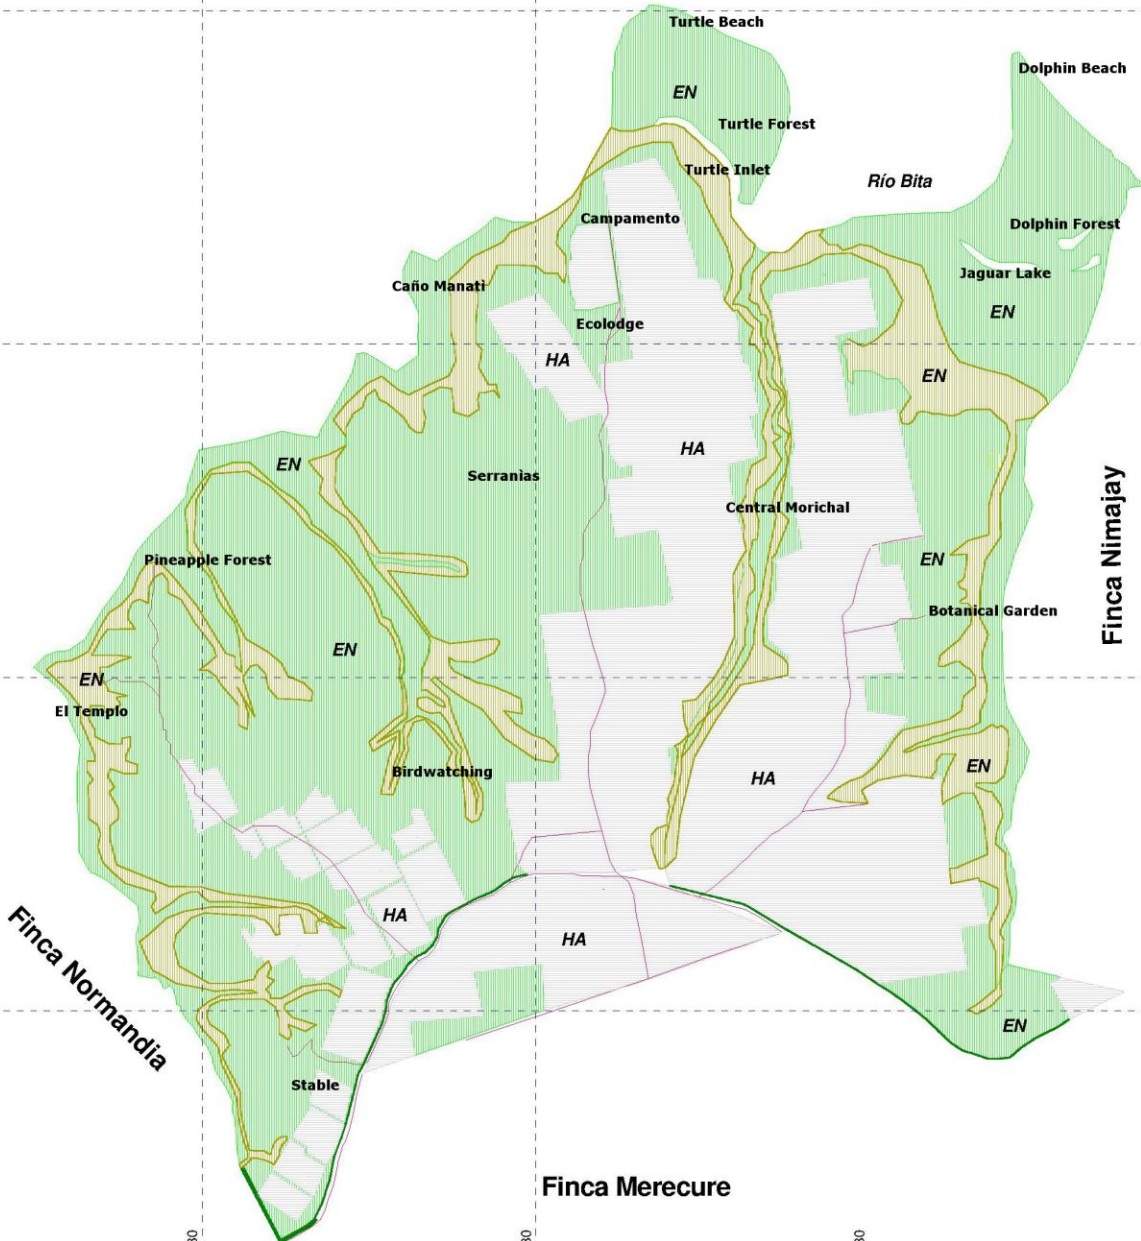 Turtle Beach
Dolphin Beach
EN
Turtle Forest
Turtle Inlet
Río Bita
Campamento
Dolphin Forest
Jaguar Lake
Caño Manatì
EN
Ecolodge
HA
EN
HA
EN
Serranìas
Central Morichal
Finca Nimajay
Pineapple Forest
EN
Botanical Garden
EN
EN
El Templo
Birdwatching
HA
EN
HA
HA
Finca Normandia
EN
Stable
Finca Merecure